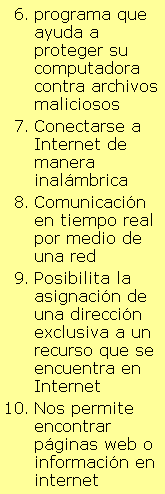 6. programa que
ayuda a
proteger su
computadora
contra archivos
maliciosos
7. Conectarse a
Internet de
manera
inalámbrica
8. Comunicación
en tiempo real
por medio de
una red
9. Posibilita la
asignación de
una dirección
exclusiva a un
recurso que se
encuentra en
Internet
10. Nos permite
encontrar
páginas web o
información en
internet